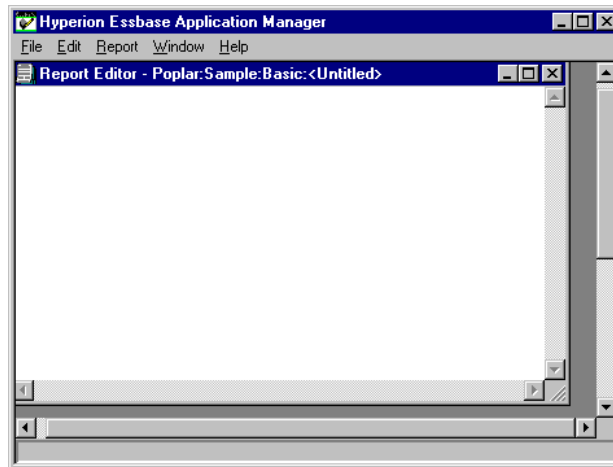 Hyperion Essbase Application Manager
File Edit Report Window Help
Report Editor - Poplar:Sample:Basic:<Untitled>